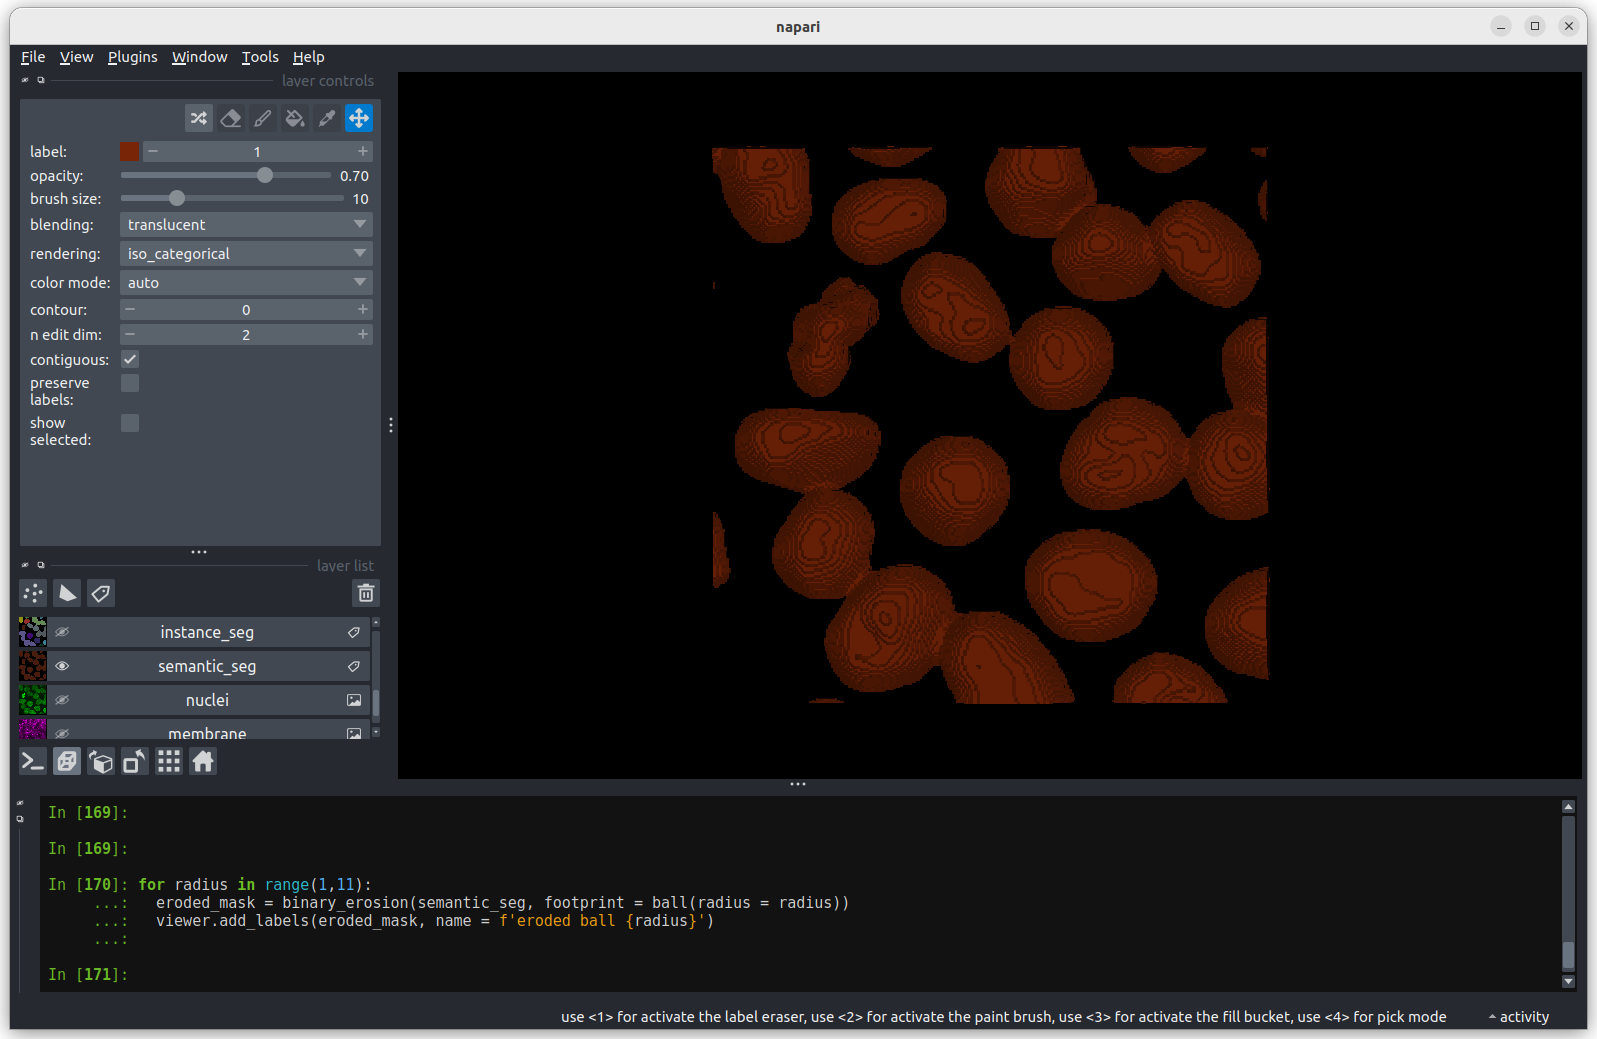 napari
File View Plugins Window Tools Help
layer controls
label: 1
opacity: 0.70
brush size: 10
blending: translucent
rendering: iso_categorical
color mode: auto
contour: 0
n edit dim: 2
contiguous:
preserve
labels:
show
selected:
layer list
instance_seg
semantic_seg
nuclei
membrane
In [169]:
In [169]:
In [170]: for radius in range(1,11):
...: eroded_mask = binary_erosion(semantic_seg, footprint = ball(radius = radius))
...: viewer.add_labels(eroded_mask, name = f'eroded ball {radius}')
...:
In [171]:
use <1> for activate the label eraser, use <2> for activate the paint brush, use <3> for activate the fill bucket, use <4> for pick mode activity